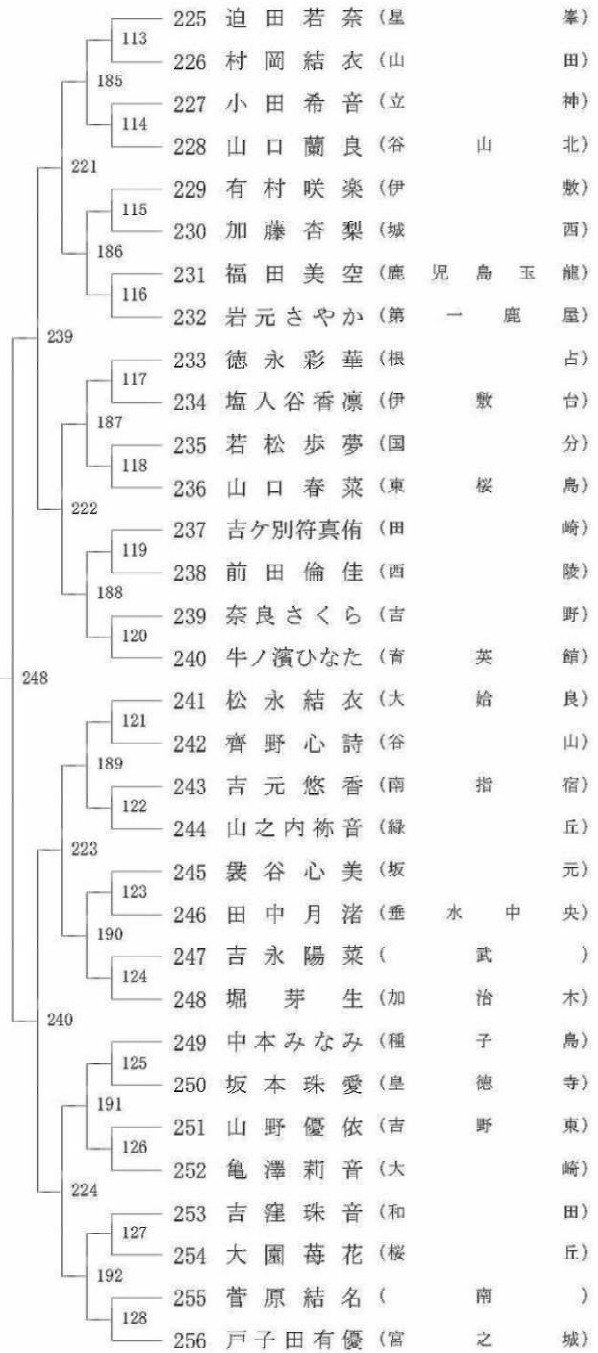 225 迫田若奈 (星峯)
113
226 村岡結衣 (山田)
185
227 小田希音 (立神)
114
228 山口蘭良 (谷山北)
221
229 有村咲楽 (伊敷)
115
230 加藤杏梨 (城西)
186
231 福田美空 (鹿児島玉龍)
116
232 岩元さやか (第一鹿屋)
239
233 徳永彩華 (根占)
117
234 塩入谷香凛 (伊敷台)
187
235 若松歩夢 (国分)
118
236 山口春菜 (東桜島)
222
237 吉ケ別符真侑 (田崎)
119
238 前田倫佳 (西陵)
188
239 奈良さくら (吉野)
120
240 牛ノ濱ひなた (育英館)
248
241 松永結衣 (大姶良)
121
242 齊野心詩 (谷山)
189
243 吉元悠香 (南指宿)
122
244 山之内祢音 (緑丘)
223
245 裊谷心美 (坂元)
123
246 田中月渚 (垂水中央)
190
247 吉永陽菜 (武)
124
248 堀芽生 (加治木)
240
249 中本みなみ (種子島)
125
250 坂本珠愛 (皇徳寺)
191
251 山野優依 (吉野東)
126
252 亀澤莉音 (大崎)
224
253 吉窪珠音 (和田)
127
254 大園苺花 (桜丘)
192
255 菅原結名 (南)
128
256 戸子田有優 (宮之城)